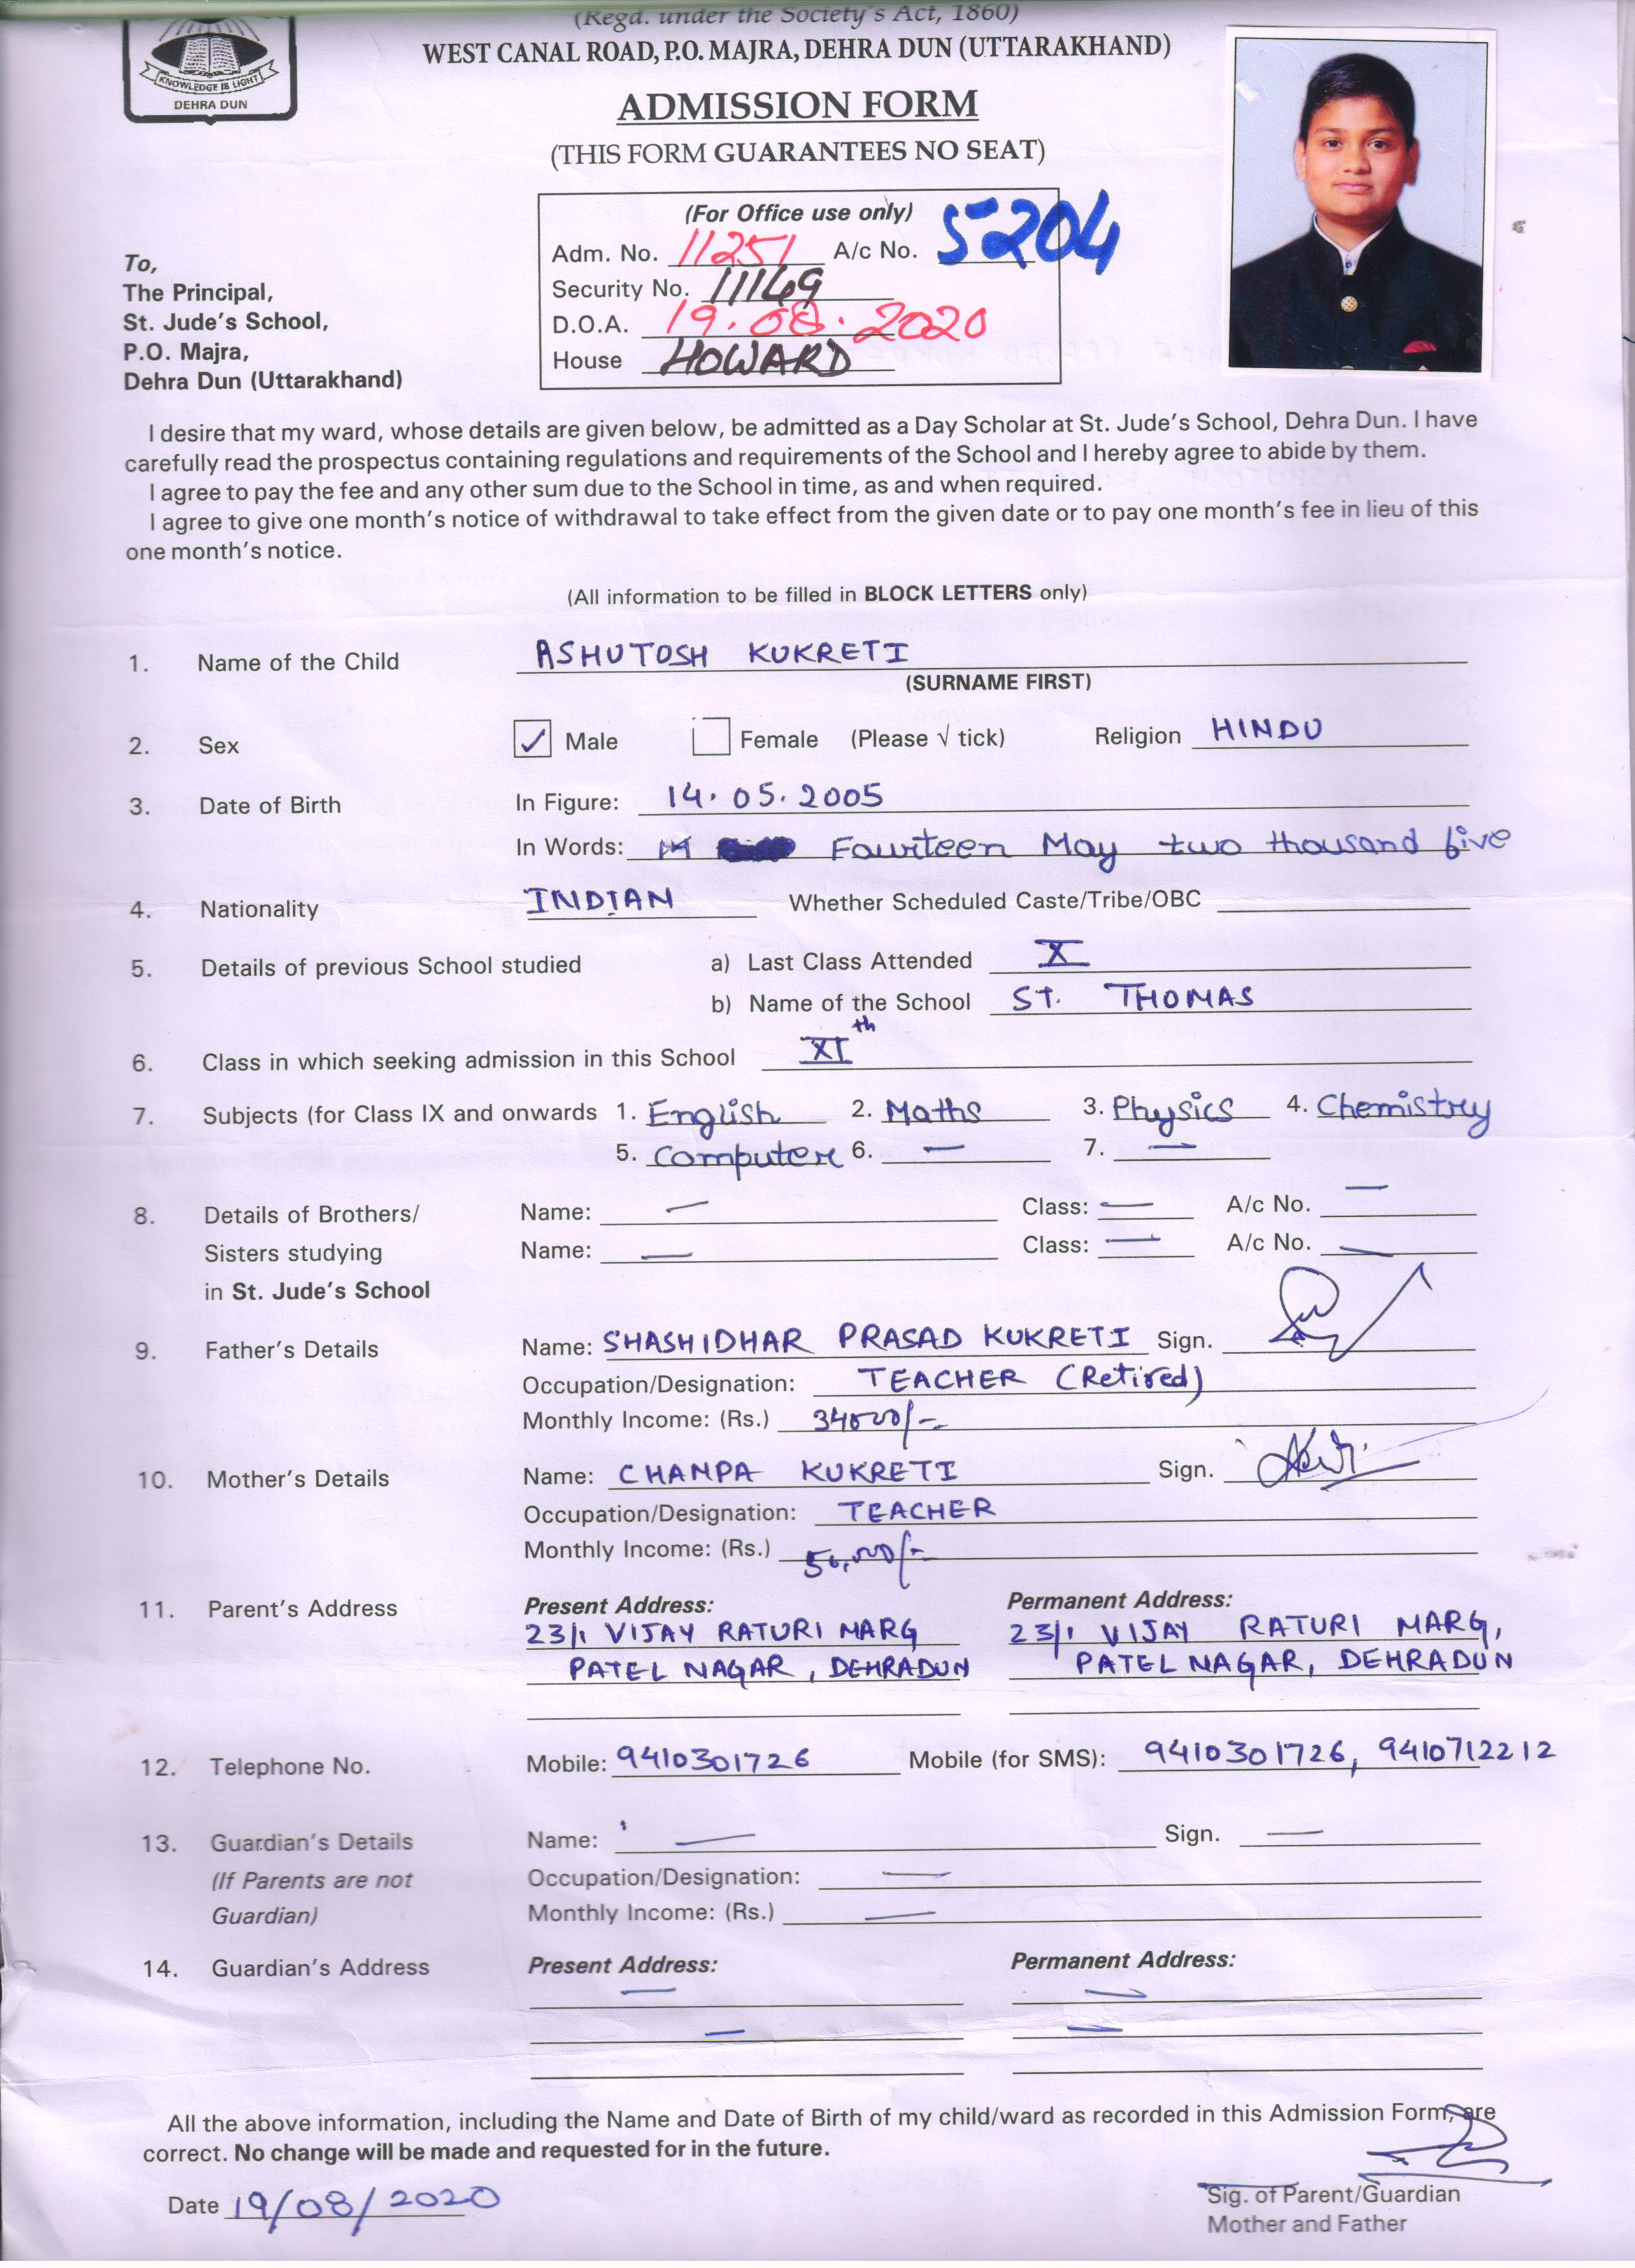 (Regd. under the Society's Act, 1860)
WEST CANAL ROAD, P.O. MAJRA, DEHRA DUN (UTTARAKHAND)
KNOWLEDGE IS LIGHT
DEHRA DUN
ADMISSION FORM
(THIS FORM GUARANTEES NO SEAT)
(For Office use only)
Adm. No. 11251 A/c No. 5204
Security No. 11149
D.O.A. 19.08.2020
House HOWARD
To,
The Principal,
St. Jude's School,
P.O. Majra,
Dehra Dun (Uttarakhand)
I desire that my ward, whose details are given below, be admitted as a Day Scholar at St. Jude's School, Dehra Dun. I have
carefully read the prospectus containing regulations and requirements of the School and I hereby agree to abide by them.
I agree to pay the fee and any other sum due to the School in time, as and when required.
I agree to give one month's notice of withdrawal to take effect from the given date or to pay one month's fee in lieu of this
one month's notice.
(All information to be filled in BLOCK LETTERS only)
1. Name of the Child ASHUTOSH KUKRETI
(SURNAME FIRST)
2. Sex ✓ Male Female (Please √ tick) Religion HINDU
3. Date of Birth In Figure: 14.05.2005
In Words: Fourteen May two thousand five
4. Nationality INDIAN Whether Scheduled Caste/Tribe/OBC
5. Details of previous School studied a) Last Class Attended X
b) Name of the School ST. THOMAS
6. Class in which seeking admission in this School XIth
7. Subjects (for Class IX and onwards 1. English 2. Maths 3. Physics 4. Chemistry
5. Computer 6. — 7. —
8. Details of Brothers/ Name: — Class: — A/c No. —
Sisters studying Name: — Class: — A/c No. —
in St. Jude's School
9. Father's Details Name: SHASHIDHAR PRASAD KUKRETI Sign.
Occupation/Designation: TEACHER (Retired)
Monthly Income: (Rs.) 34000/-
10. Mother's Details Name: CHAMPA KUKRETI Sign.
Occupation/Designation: TEACHER
Monthly Income: (Rs.) 50,000/-
11. Parent's Address Present Address: Permanent Address:
23/1 VIJAY RATURI MARG 23/1 VIJAY RATURI MARG,
PATEL NAGAR, DEHRADUN PATEL NAGAR, DEHRADUN
12. Telephone No. Mobile: 9410301726 Mobile (for SMS): 9410301726, 9410712212
13. Guardian's Details Name: — Sign. —
(If Parents are not Occupation/Designation: —
Guardian) Monthly Income: (Rs.) —
14. Guardian's Address Present Address: Permanent Address:
— —
— —
All the above information, including the Name and Date of Birth of my child/ward as recorded in this Admission Form, are
correct. No change will be made and requested for in the future.
Date 19/08/2020
Sig. of Parent/Guardian
Mother and Father